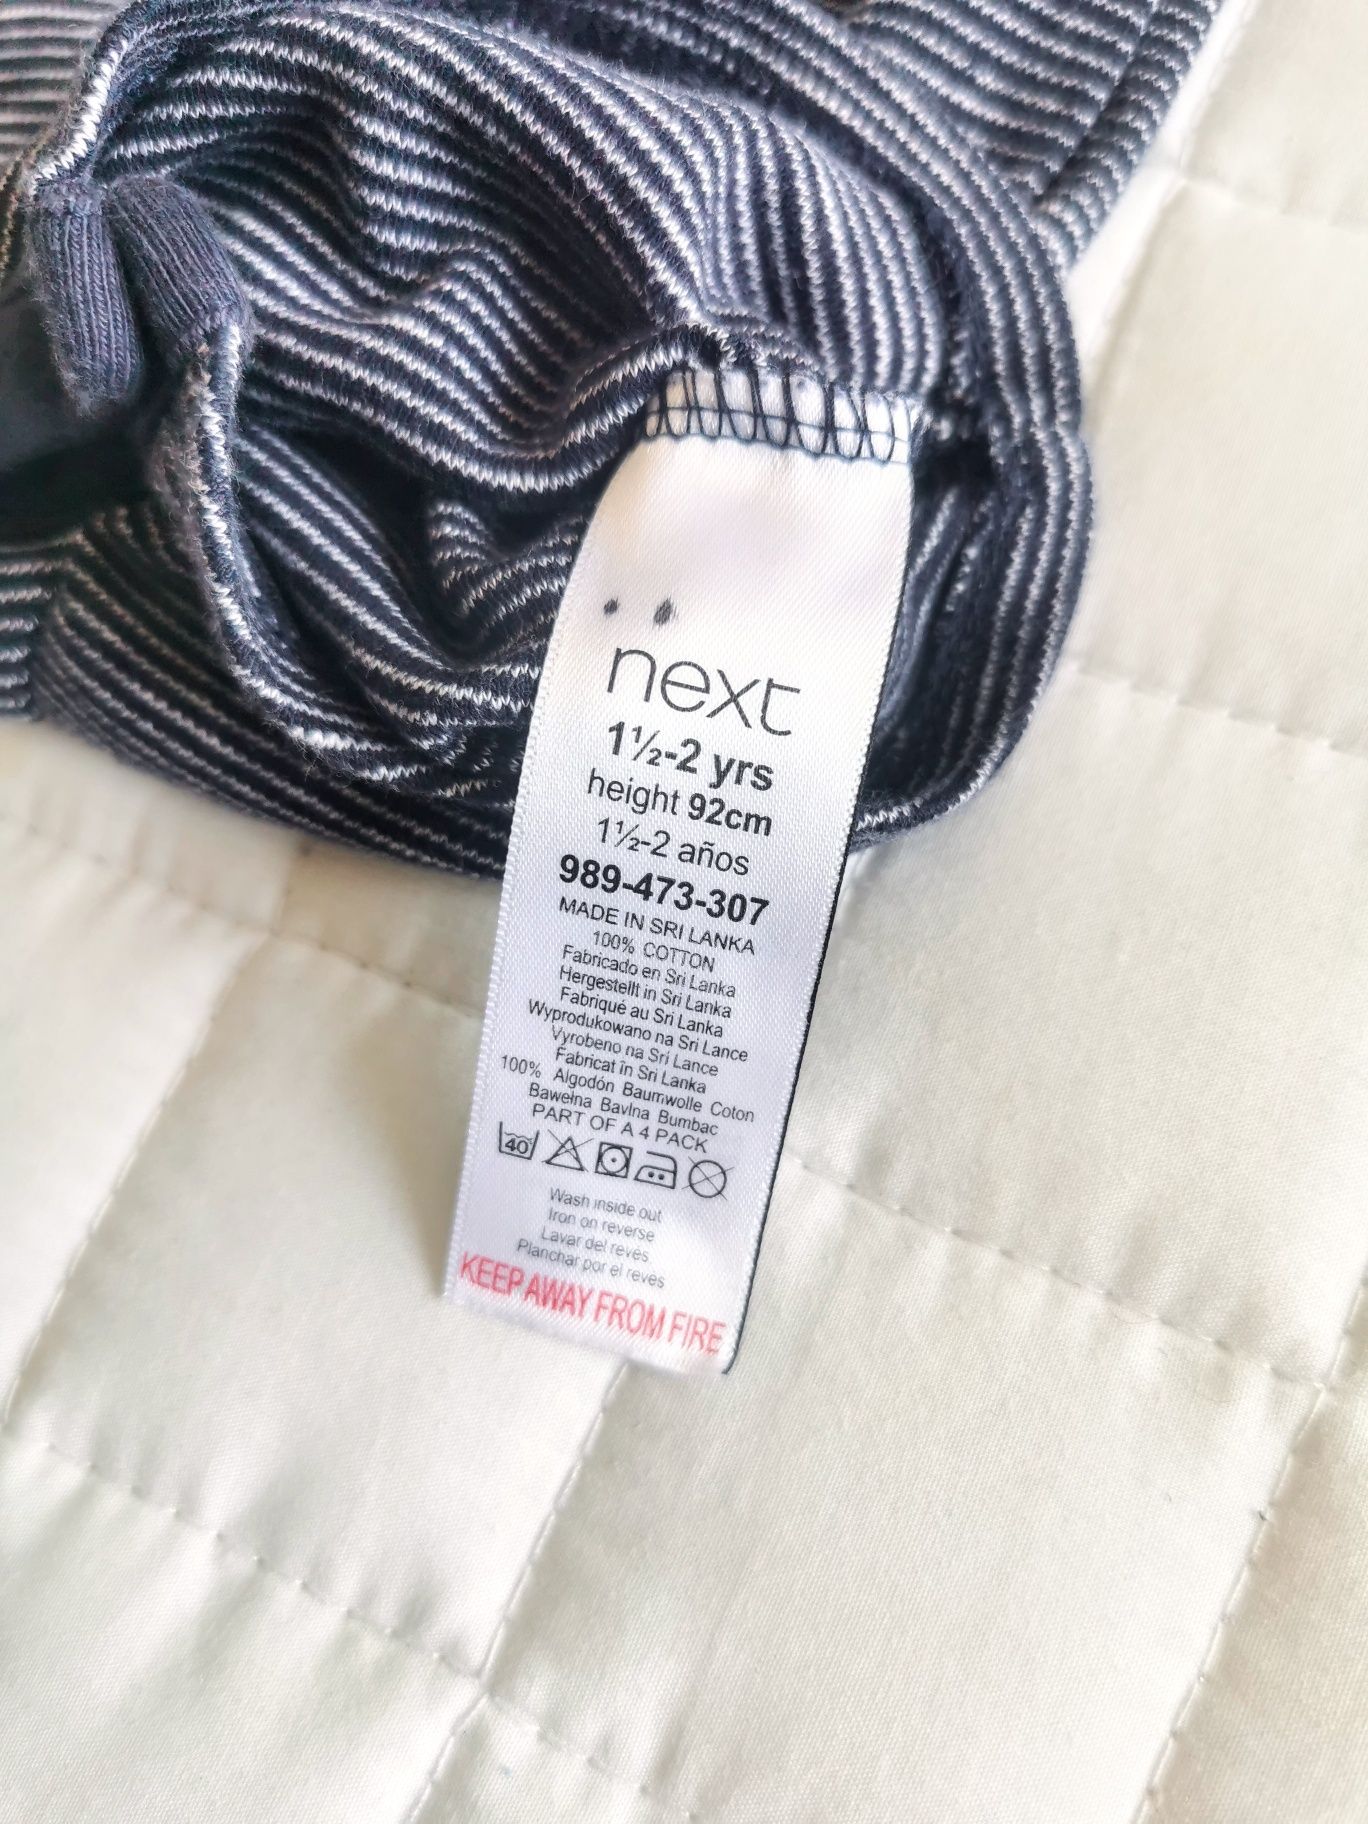 next
1½-2 yrs
height 92cm
1½-2 años
989-473-307
MADE IN SRI LANKA
100% COTTON
Fabricado en Sri Lanka
Hergestellt in Sri Lanka
Fabriqué au Sri Lanka
Wyprodukowano na Sri Lance
Vyrobeno na Sri Lance
Fabricat în Sri Lanka
100% Algodón Baumwolle Coton
Bawełna Bavlna Bumbac
PART OF A 4 PACK
40
Wash inside out
Iron on reverse
Lavar del revés
Planchar por el revés
KEEP AWAY FROM FIRE